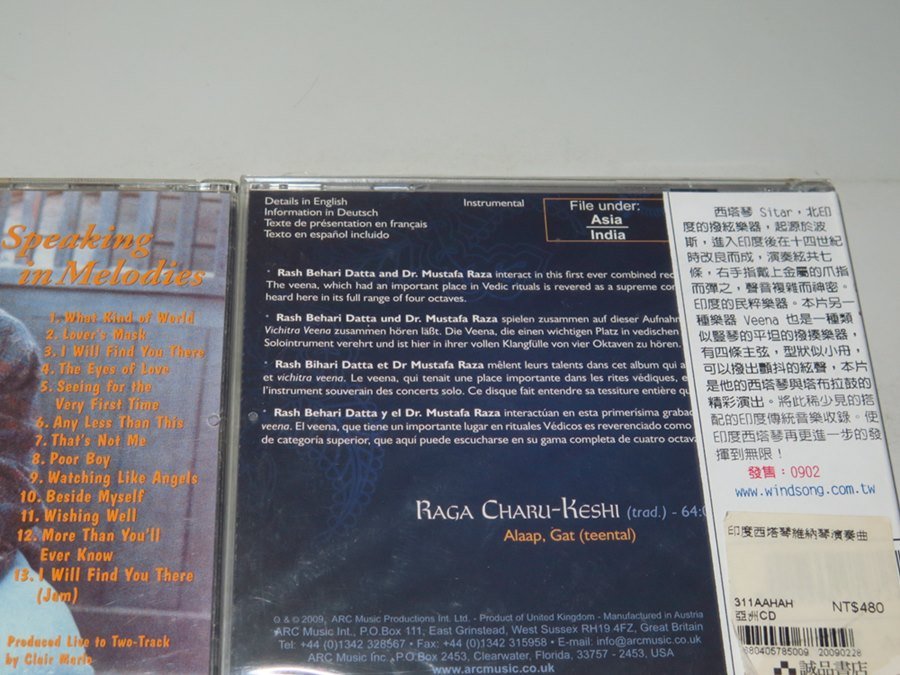 Speaking
in Melodies
1. What Kind of World
2. Lover's Mask
3. I Will Find You There
4. The Eyes of Love
5. Seeing for the
Very First Time
6. Any Less Than This
7. That's Not Me
8. Poor Boy
9. Watching Like Angels
10. Beside Myself
11. Wishing Well
12. More Than You'll
Ever Know
13. I Will Find You There
(Jam)
Produced Live to Two-Track
by Clair Marlo
Details in English
Information in Deutsch
Texte de présentation en français
Texto en español incluido
Instrumental
File under:
Asia
India
• Rash Behari Datta and Dr. Mustafa Raza interact in this first ever combined
The veena, which had an important place in Vedic rituals is revered as a supreme
heard here in its full range of four octaves.
• Rash Behari Datta und Dr. Mustafa Raza spielen zusammen auf dieser
Vichitra Veena zusammen hören läßt. Die Veena, die einen wichtigen Platz in vedischen
Soloinstrument verehrt und ist hier in ihrer vollen Klangfülle von vier Oktaven zu hören.
• Rash Bihari Datta et Dr Mustafa Raza mêlent leurs talents dans cet album qui
et vichitra veena. Le veena, qui tenait une place importante dans les rites védiques,
l'instrument souverain des concerts solo. Ce disque fait entendre sa tessiture entière
• Rash Behari Datta y el Dr. Mustafa Raza interactúan en esta primerísima
veena. El veena, que tiene un importante lugar en rituales Védicos es reverenciado como
de categoría superior, que aquí puede escucharse en su gama completa de cuatro
RAGA CHARU-KESHI (trad.) - 64:
Alaap, Gat (teental)
℗ & © 2009, ARC Music Productions Int. Ltd. - Product of United Kingdom - Manufactured in Austria
ARC Music Int., P.O.Box 111, East Grinstead, West Sussex RH19 4FZ, Great Britain
Tel: +44 (0)1342 328567 • Fax: +44 (0)1342 315958 • E-mail: info@arcmusic.co.uk
ARC Music Inc., P.O.Box 2453, Clearwater, Florida, 33757 - 2453, USA
www.arcmusic.co.uk
西塔琴 Sitar，北印
度的撥絃樂器，起源於波
斯，進入印度後在十四世紀
時改良而成，演奏絃共七
條，右手指戴上金屬的爪指
而彈之，聲音複雜而神密。
印度的民粹樂器。本片另一
種樂器 Veena 也是一種類
似豎琴的平坦的撥揍樂器，
有四條主弦，型狀似小舟，
可以撥出顫抖的絃聲，本片
是他的西塔琴與塔布拉鼓的
精彩演出。將此稀少見的搭
配的印度傳統音樂收錄。使
印度西塔琴再更進一步的發
揮到無限！
發售：0902
www.windsong.com.tw
印度西塔琴維納琴演奏曲
311AAHAH
NT$480
亞洲CD
680405785009 20090228
誠品書店